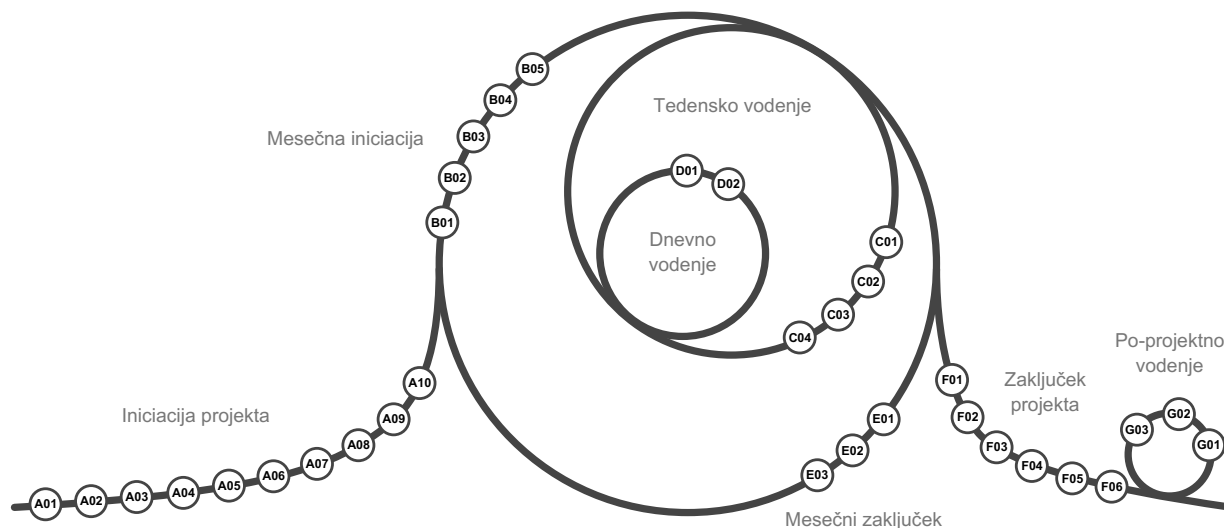 Iniciacija projekta
A01
A02
A03
A04
A05
A06
A07
A08
A09
A10
Mesečna iniciacija
B01
B02
B03
B04
B05
Tedensko vodenje
C01
C02
C03
C04
Dnevno
vodenje
D01
D02
Mesečni zaključek
E01
E02
E03
Zaključek
projekta
F01
F02
F03
F04
F05
F06
Po-projektno
vodenje
G01
G02
G03